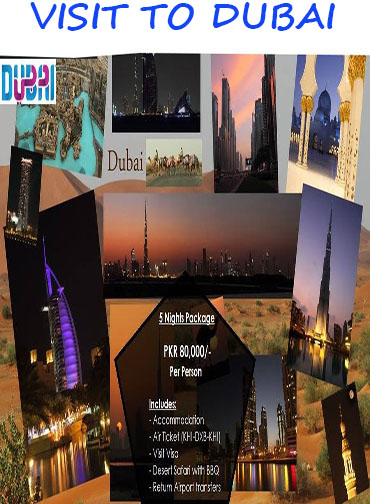 VISIT TO DUBAI
DUBAI
Dubai
5 Nights Package
PKR 80,000/-
Per Person
Includes:
- Accommodation
- Air Ticket (KHI-DXB-KHI)
- Visit Visa
- Desert Safari with BBQ
- Return Airport transfers